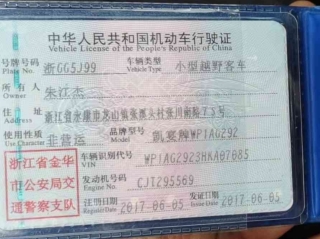 中华人民共和国机动车行驶证
Vehicle License of the People's Republic of China
号牌号码 浙GG5J99 车辆类型 小型越野客车
Plate No. Vehicle Type
所有人 朱江杰
Owner
住址 浙江省永康市龙山镇
Address
使用性质 非营运 品牌型号 凯宴牌WP1AG292
Use Character Model
浙江省金华
市公安局交
通警察支队
车辆识别代号 WP1AG2923HKA07085
VIN
发动机号码 CJT295569
Engine No.
注册日期 2017-06-05 发证日期 2017-06-05
Register Date Issue Date